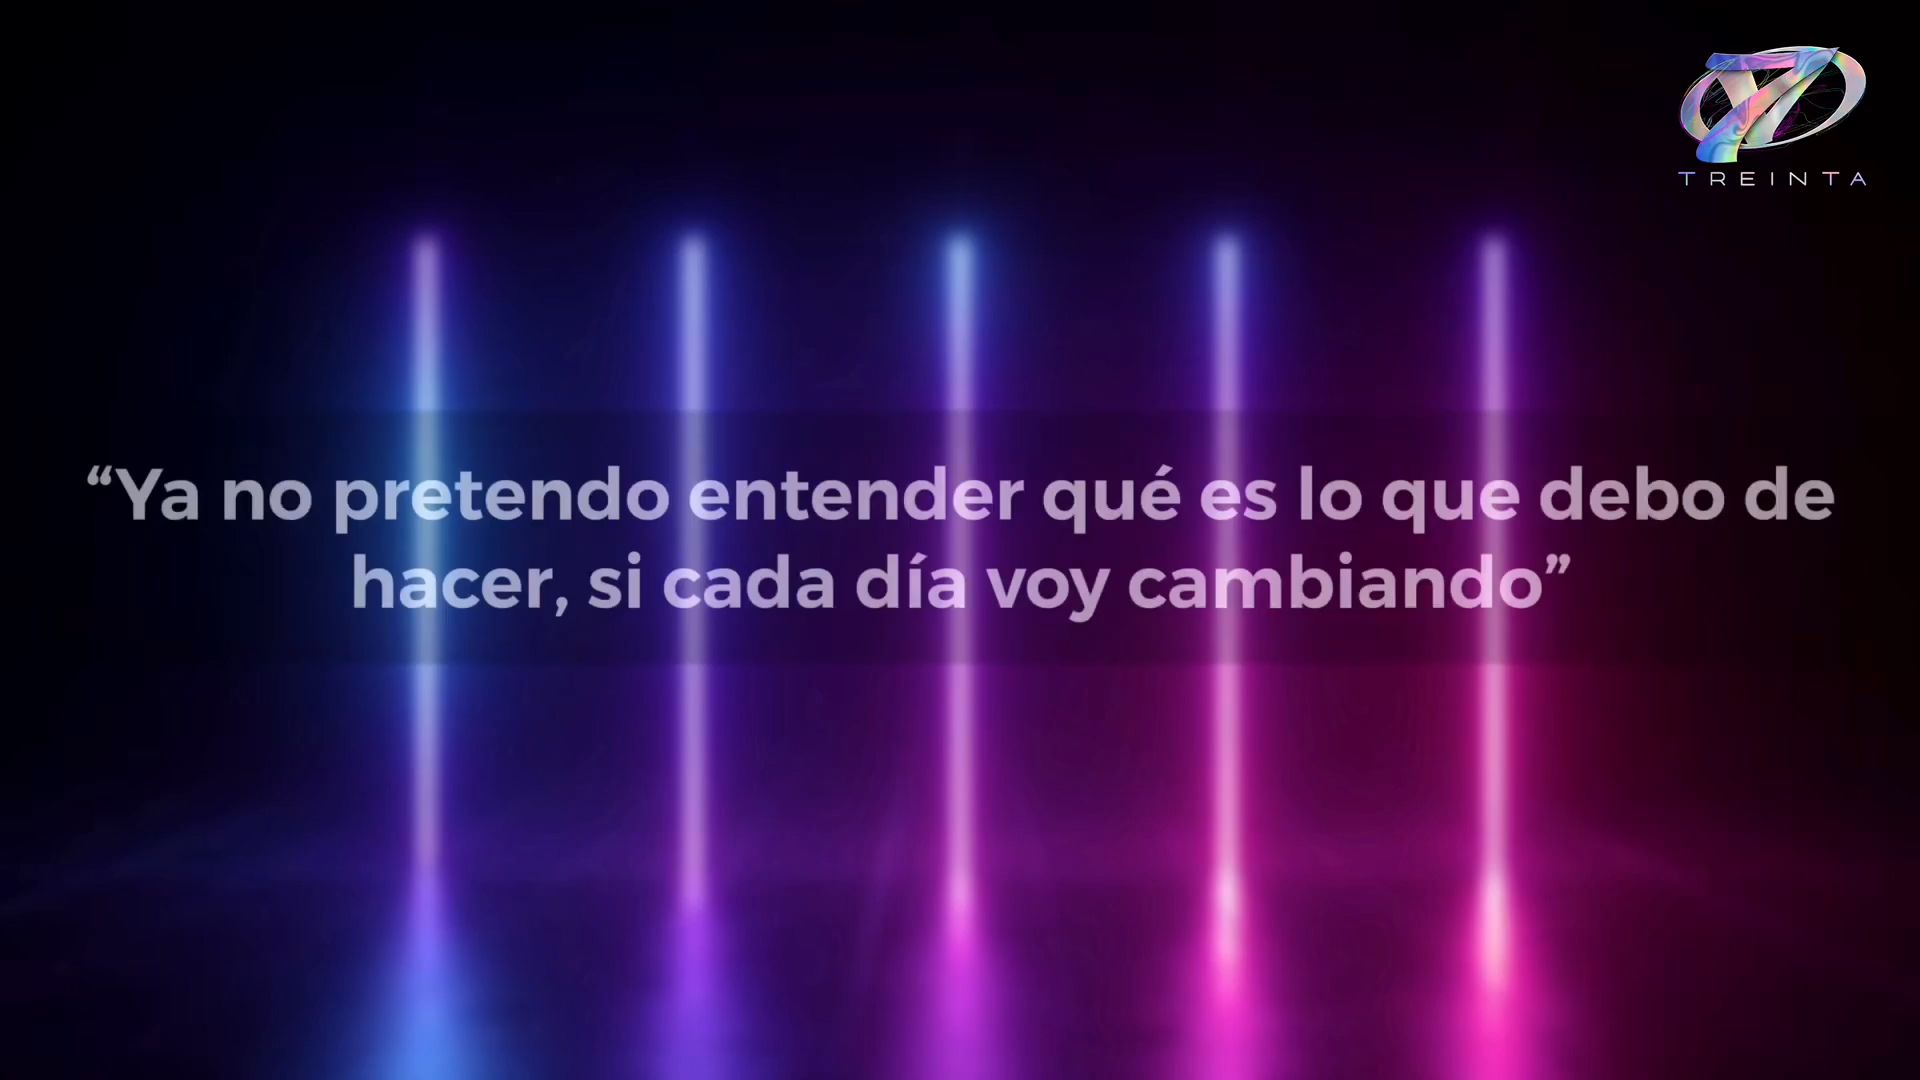 TREINTA
“Ya no pretendo entender qué es lo que debo de
hacer, si cada día voy cambiando”